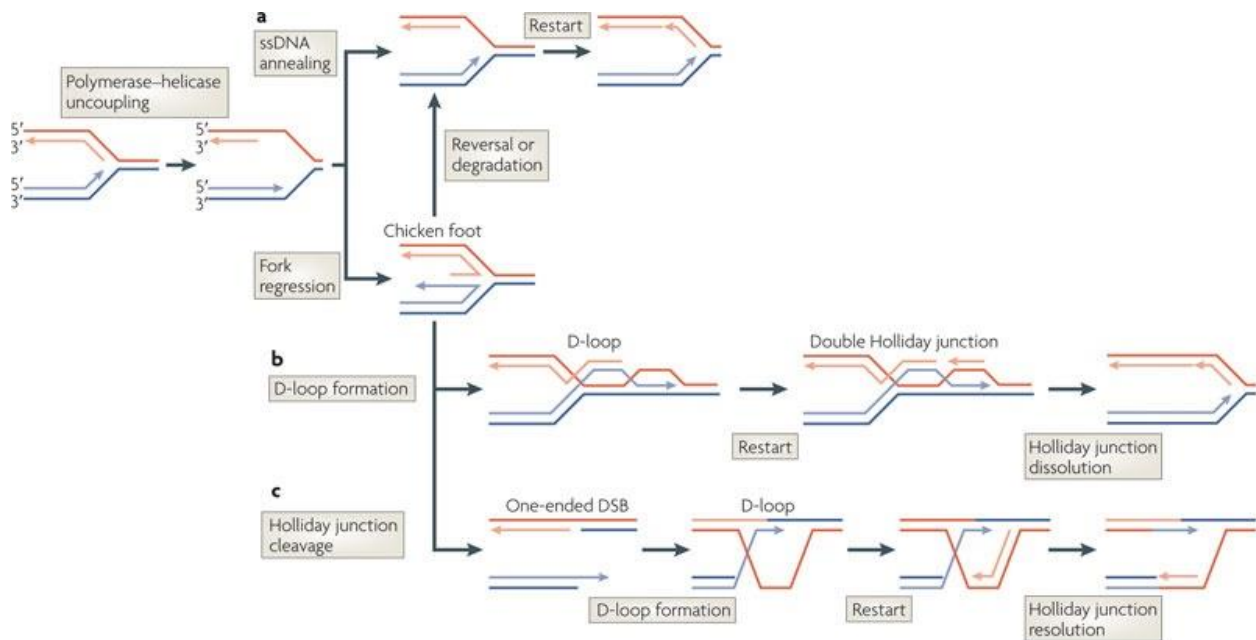 a
ssDNA
annealing
Restart
Polymerase–helicase
uncoupling
5′
3′
5′
3′
5′
3′
5′
3′
Reversal or
degradation
Chicken foot
Fork
regression
b
D-loop formation
D-loop
Double Holliday junction
Restart
Holliday junction
dissolution
c
Holliday junction
cleavage
One-ended DSB
D-loop
D-loop formation
Restart
Holliday junction
resolution